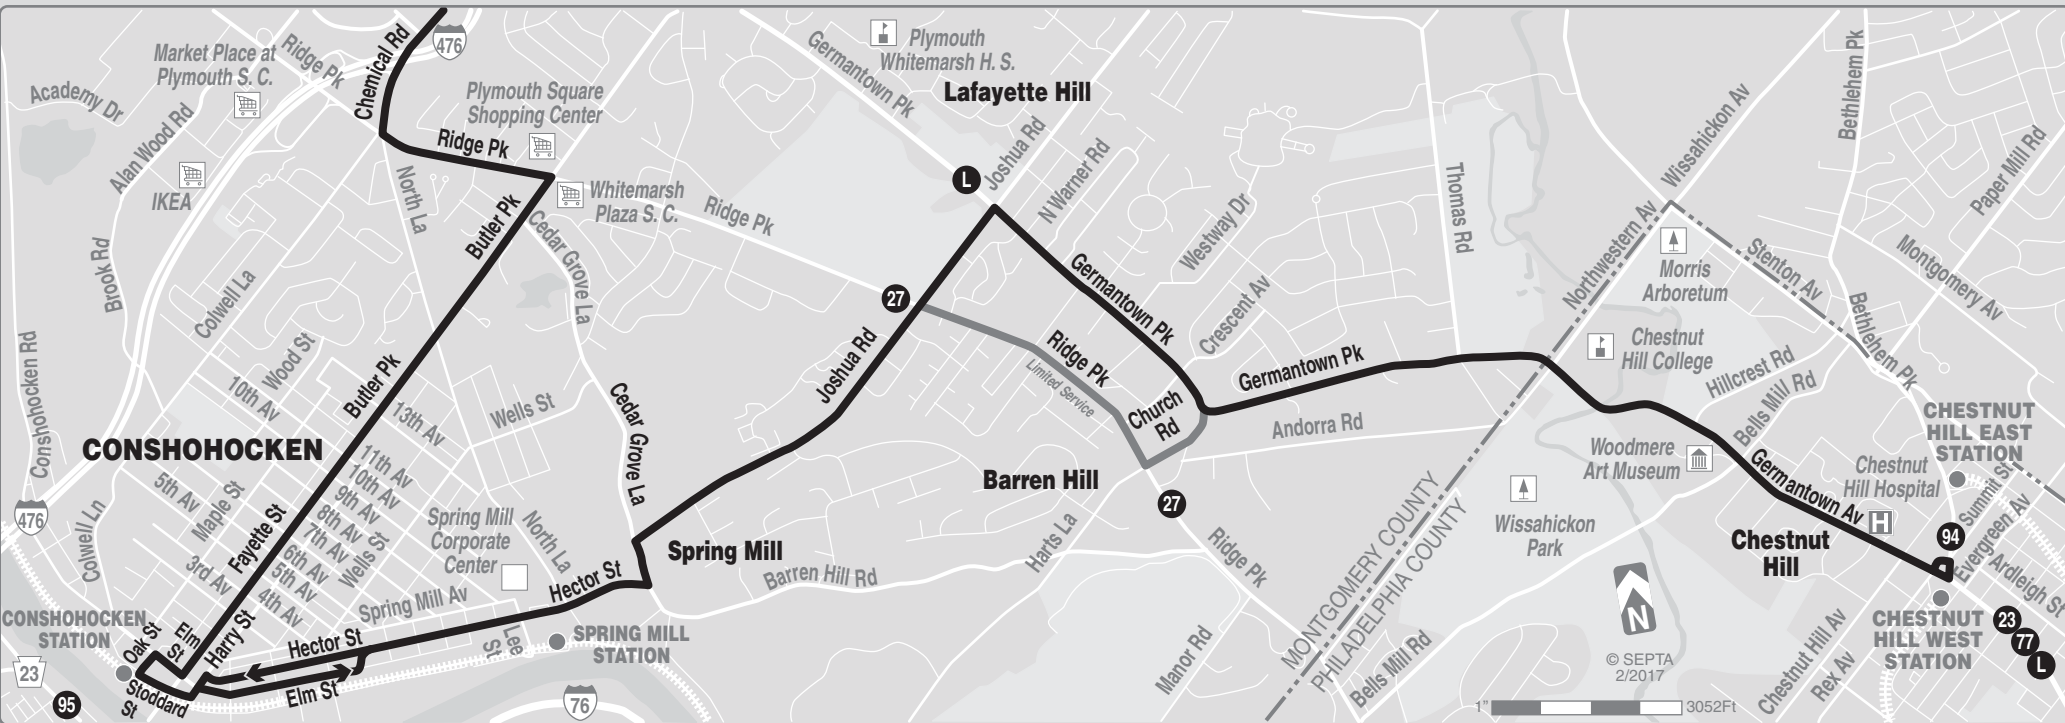 Market Place at
Plymouth S. C.
Ridge Pk
Chemical Rd
476
Academy Dr
Alan Wood Rd
IKEA
Plymouth Square
Shopping Center
Ridge Pk
Whitemarsh
Plaza S. C.
North La
Butler Pk
Cedar Grove La
Ridge Pk
Germantown Pk
Plymouth
Whitemarsh H. S.
Lafayette Hill
Joshua Rd
L
N Warner Rd
Westway Dr
Crescent Av
Thomas Rd
Wissahickon Av
Bethlehem Pk
Paper Mill Rd
Northwestern Av
Morris
Arboretum
Stenton Av
Montgomery Av
Bethlehem Pk
Brook Rd
Colwell La
Conshohocken Rd
Wood St
10th Av
Butler Pk
13th Av
Wells St
Cedar Grove La
27
Joshua Rd
Ridge Pk
Limited Service
Germantown Pk
Church
Rd
Germantown Pk
Andorra Rd
Chestnut
Hill College
Hillcrest Rd
Bells Mill Rd
CHESTNUT
HILL EAST
STATION
CONSHOHOCKEN
5th Av
Maple St
3rd Av
Colwell Ln
476
Fayette St
11th Av
10th Av
9th Av
8th Av
7th Av
6th Av
5th Av
4th Av
Wells St
Spring Mill
Corporate
Center
North La
Spring Mill Av
Hector St
Spring Mill
Barren Hill
27
Harts La
Barren Hill Rd
Ridge Pk
Manor Rd
MONTGOMERY COUNTY
PHILADELPHIA COUNTY
Bells Mill Rd
Wissahickon
Park
Woodmere
Art Museum
Germantown Av
Chestnut
Hill Hospital
H
Chestnut
Hill
94
Summit St
Evergreen Av
Ardleigh St
CHESTNUT
HILL WEST
STATION
23
77
L
Chestnut Hill Av
Rex Av
CONSHOHOCKEN
STATION
Oak St
Elm
St
Harry St
Stoddard
St
Hector St
Elm St
Lee
St
SPRING MILL
STATION
23
95
76
N
© SEPTA
2/2017
1"
3052Ft